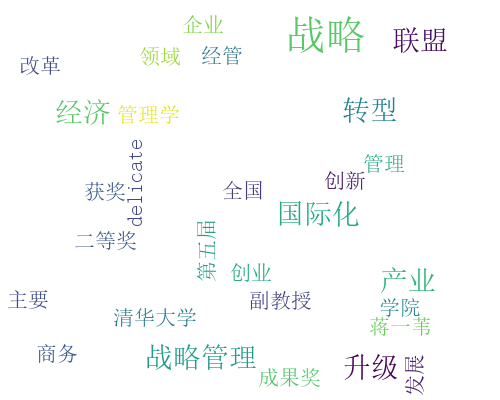 企业
战略
联盟
领域
经管
改革
经济
管理学
转型
delicate
管理
获奖
全国
创新
国际化
二等奖
第五届
创业
产业
主要
副教授
学院
清华大学
蒋一苇
商务
战略管理
成果奖
升级
发展